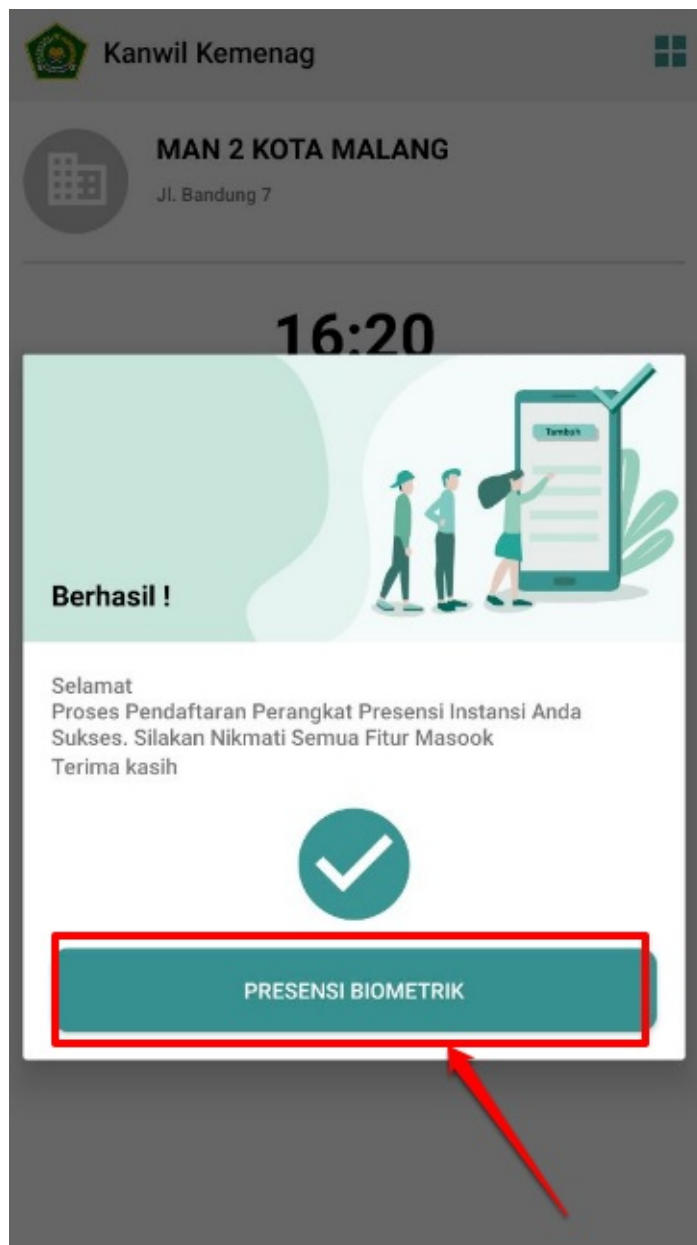 Kanwil Kemenag
MAN 2 KOTA MALANG
Jl. Bandung 7
16:20
Tambah
Berhasil !
Selamat
Proses Pendaftaran Perangkat Presensi Instansi Anda
Sukses. Silakan Nikmati Semua Fitur Masook
Terima kasih
PRESENSI BIOMETRIK